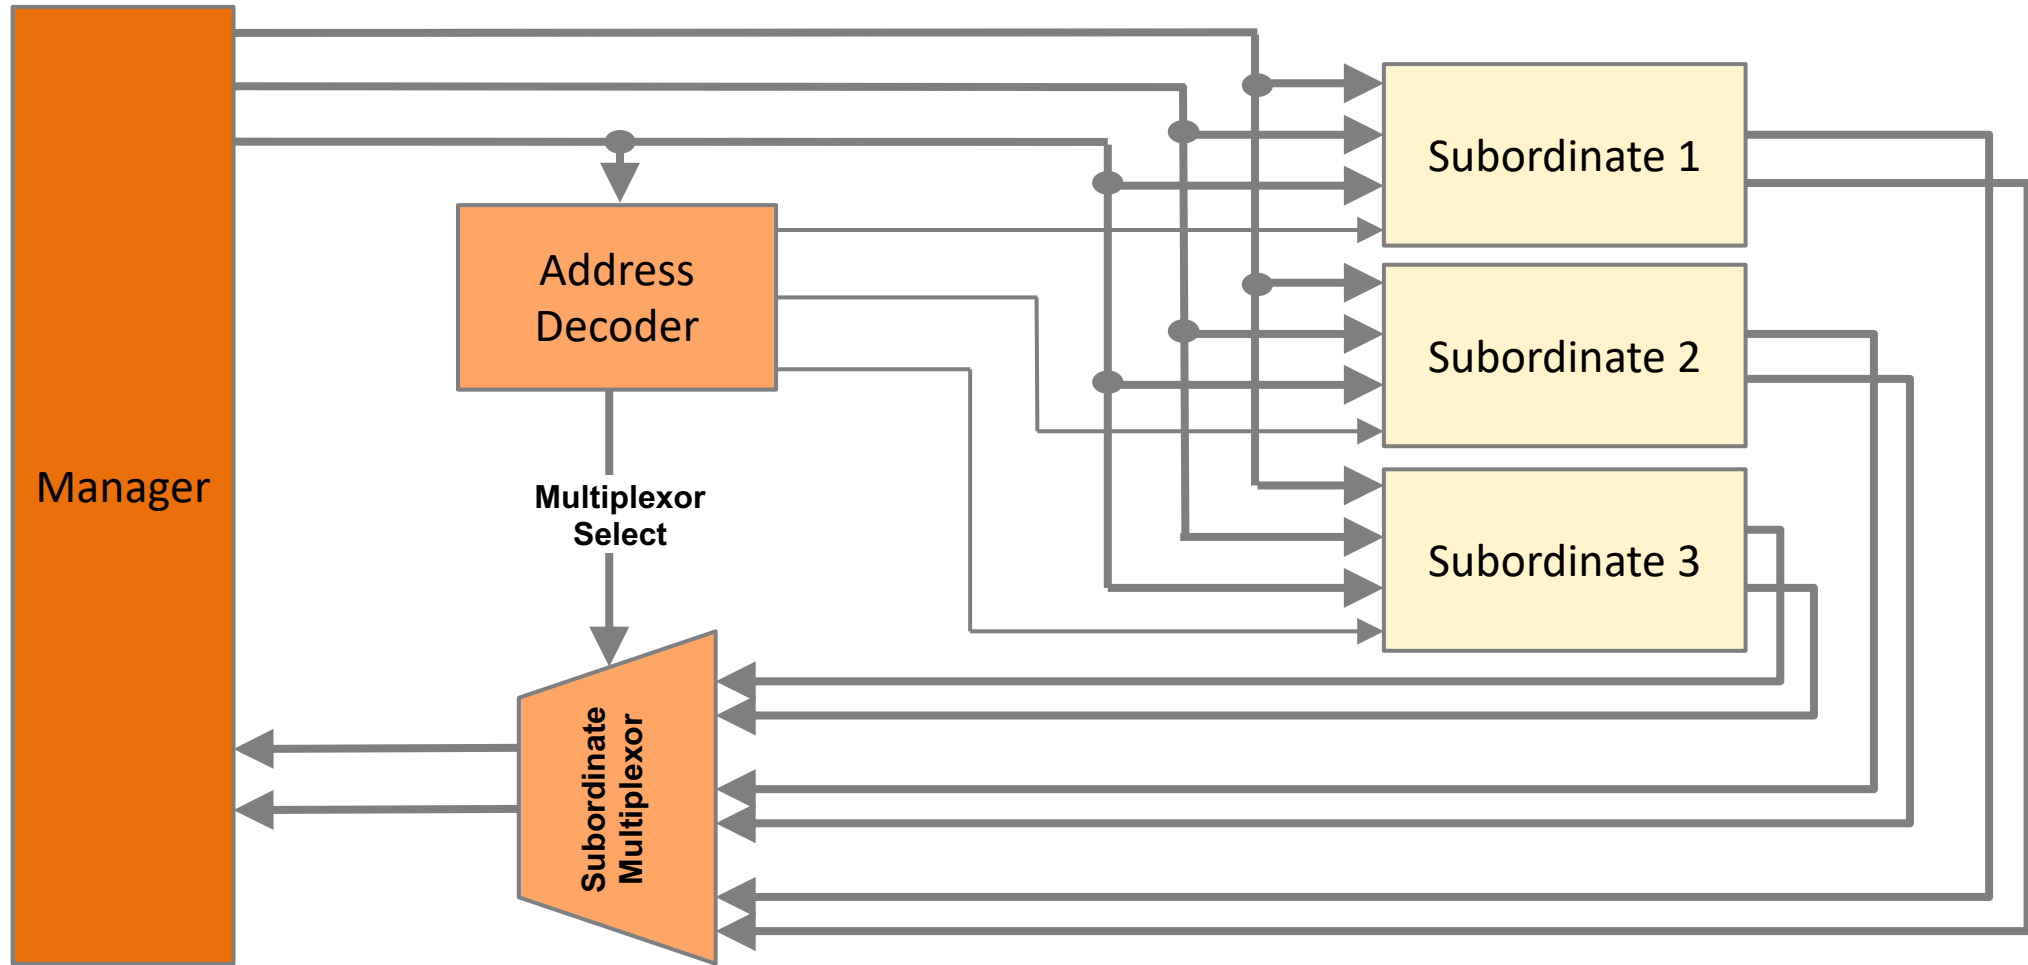 Manager
Address
Decoder
Multiplexor
Select
Subordinate
Multiplexor
Subordinate 1
Subordinate 2
Subordinate 3